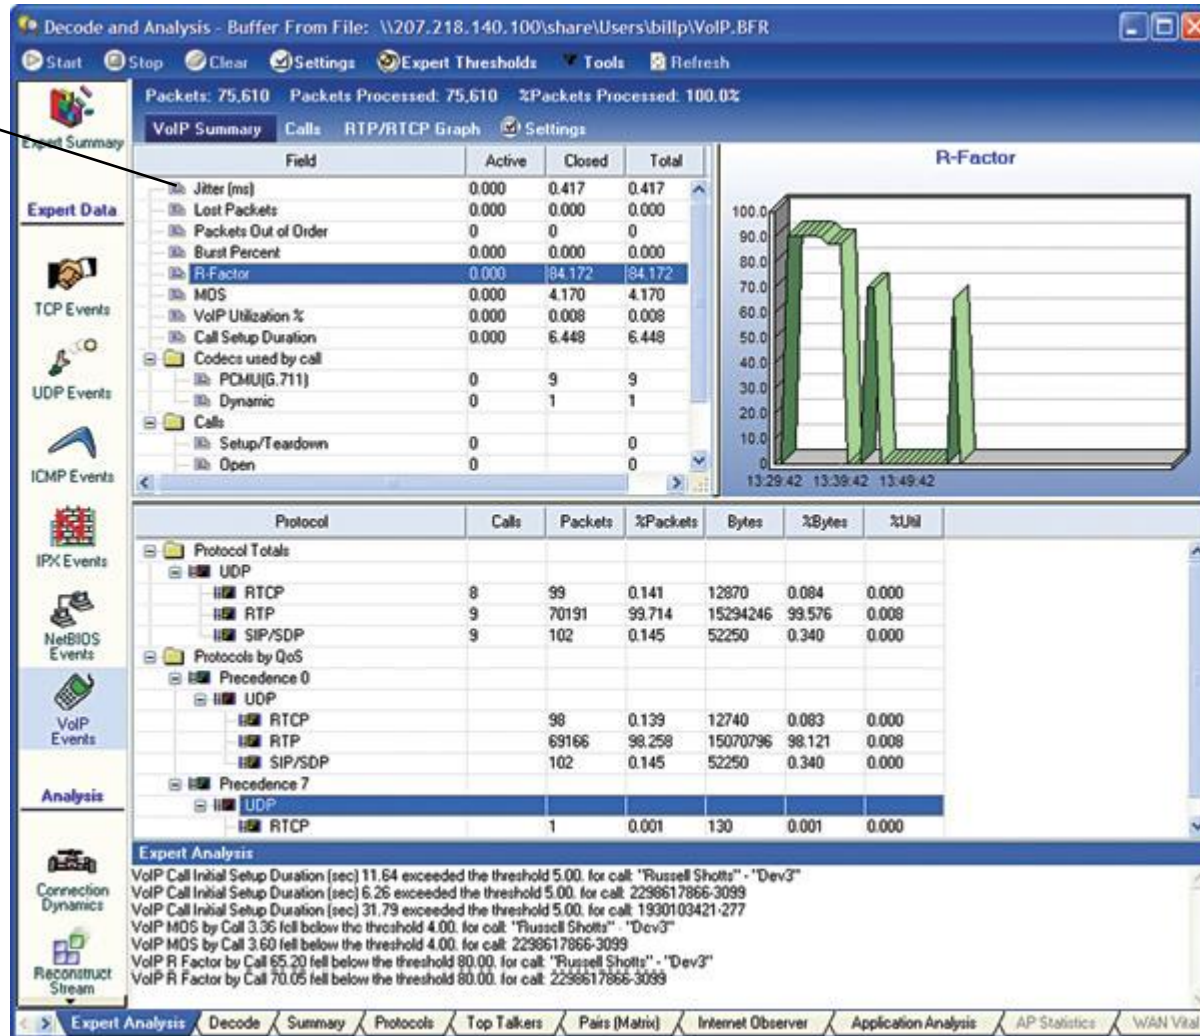 Decode and Analysis - Buffer From File: \\207.218.140.100\share\Users\billp\VoIP.BFR
Start Stop Clear Settings Expert Thresholds Tools Refresh
Expert Summary
Expert Data
TCP Events
UDP Events
ICMP Events
IPX Events
NetBIOS Events
VoIP Events
Analysis
Connection Dynamics
Reconstruct Stream
Packets: 75,610 Packets Processed: 75,610 %Packets Processed: 100.0%
VoIP Summary Calls RTP/RTCP Graph Settings
Field Active Closed Total
Jitter (ms) 0.000 0.417 0.417
Lost Packets 0.000 0.000 0.000
Packets Out of Order 0 0 0
Burst Percent 0.000 0.000 0.000
R-Factor 0.000 84.172 84.172
MOS 0.000 4.170 4.170
VoIP Utilization % 0.000 0.008 0.008
Call Setup Duration 0.000 6.448 6.448
Codecs used by call
PCMU(G.711) 0 9 9
Dynamic 0 1 1
Calls
Setup/Teardown 0 0
Open 0 0
R-Factor
100.0
90.0
80.0
70.0
60.0
50.0
40.0
30.0
20.0
10.0
0
13:29:42 13:39:42 13:49:42
Protocol Calls Packets %Packets Bytes %Bytes %Util
Protocol Totals
UDP
RTCP 8 99 0.141 12870 0.084 0.000
RTP 9 70191 99.714 15294246 99.576 0.008
SIP/SDP 9 102 0.145 52250 0.340 0.000
Protocols by QoS
Precedence 0
UDP
RTCP 98 0.139 12740 0.083 0.000
RTP 69166 98.258 15070796 98.121 0.008
SIP/SDP 102 0.145 52250 0.340 0.000
Precedence 7
UDP
RTCP 1 0.001 130 0.001 0.000
Expert Analysis
VoIP Call Initial Setup Duration (sec) 11.64 exceeded the threshold 5.00. for call: "Russell Shotts" - "Dev3"
VoIP Call Initial Setup Duration (sec) 6.26 exceeded the threshold 5.00. for call: 2298617866-3099
VoIP Call Initial Setup Duration (sec) 31.79 exceeded the threshold 5.00. for call: 1930103421-277
VoIP MOS by Call 3.36 fell below the threshold 4.00. for call: "Russell Shotts" - "Dev3"
VoIP MOS by Call 3.60 fell below the threshold 4.00. for call: 2298617866-3099
VoIP R Factor by Call 65.20 fell below the threshold 80.00. for call: "Russell Shotts" - "Dev3"
VoIP R Factor by Call 70.05 fell below the threshold 80.00. for call: 2298617866-3099
Expert Analysis Decode Summary Protocols Top Talkers Pairs (Matrix) Internet Observer Application Analysis AP Statistics WAN Vital